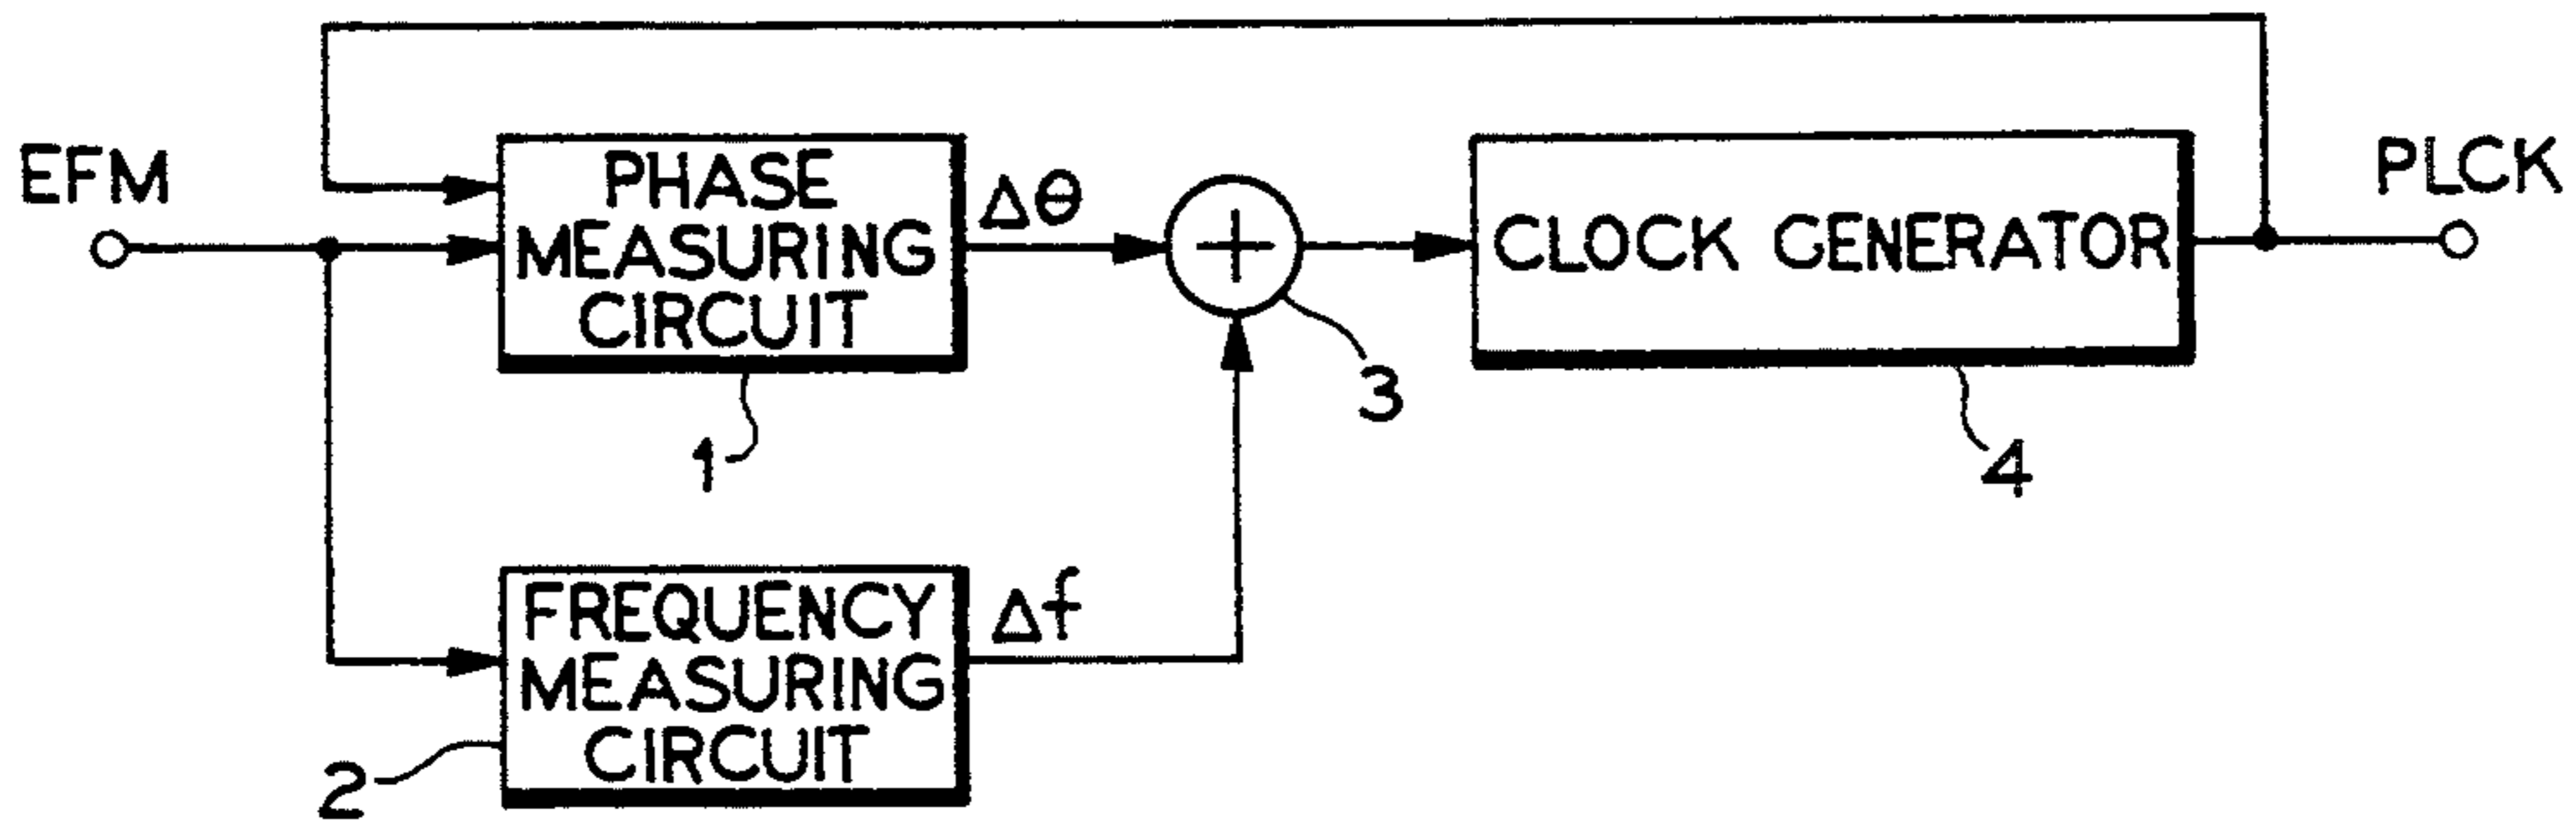 EFM
PHASE
MEASURING
CIRCUIT
Δθ
+
CLOCK GENERATOR
PLCK
1
3
4
FREQUENCY
MEASURING
CIRCUIT
Δf
2